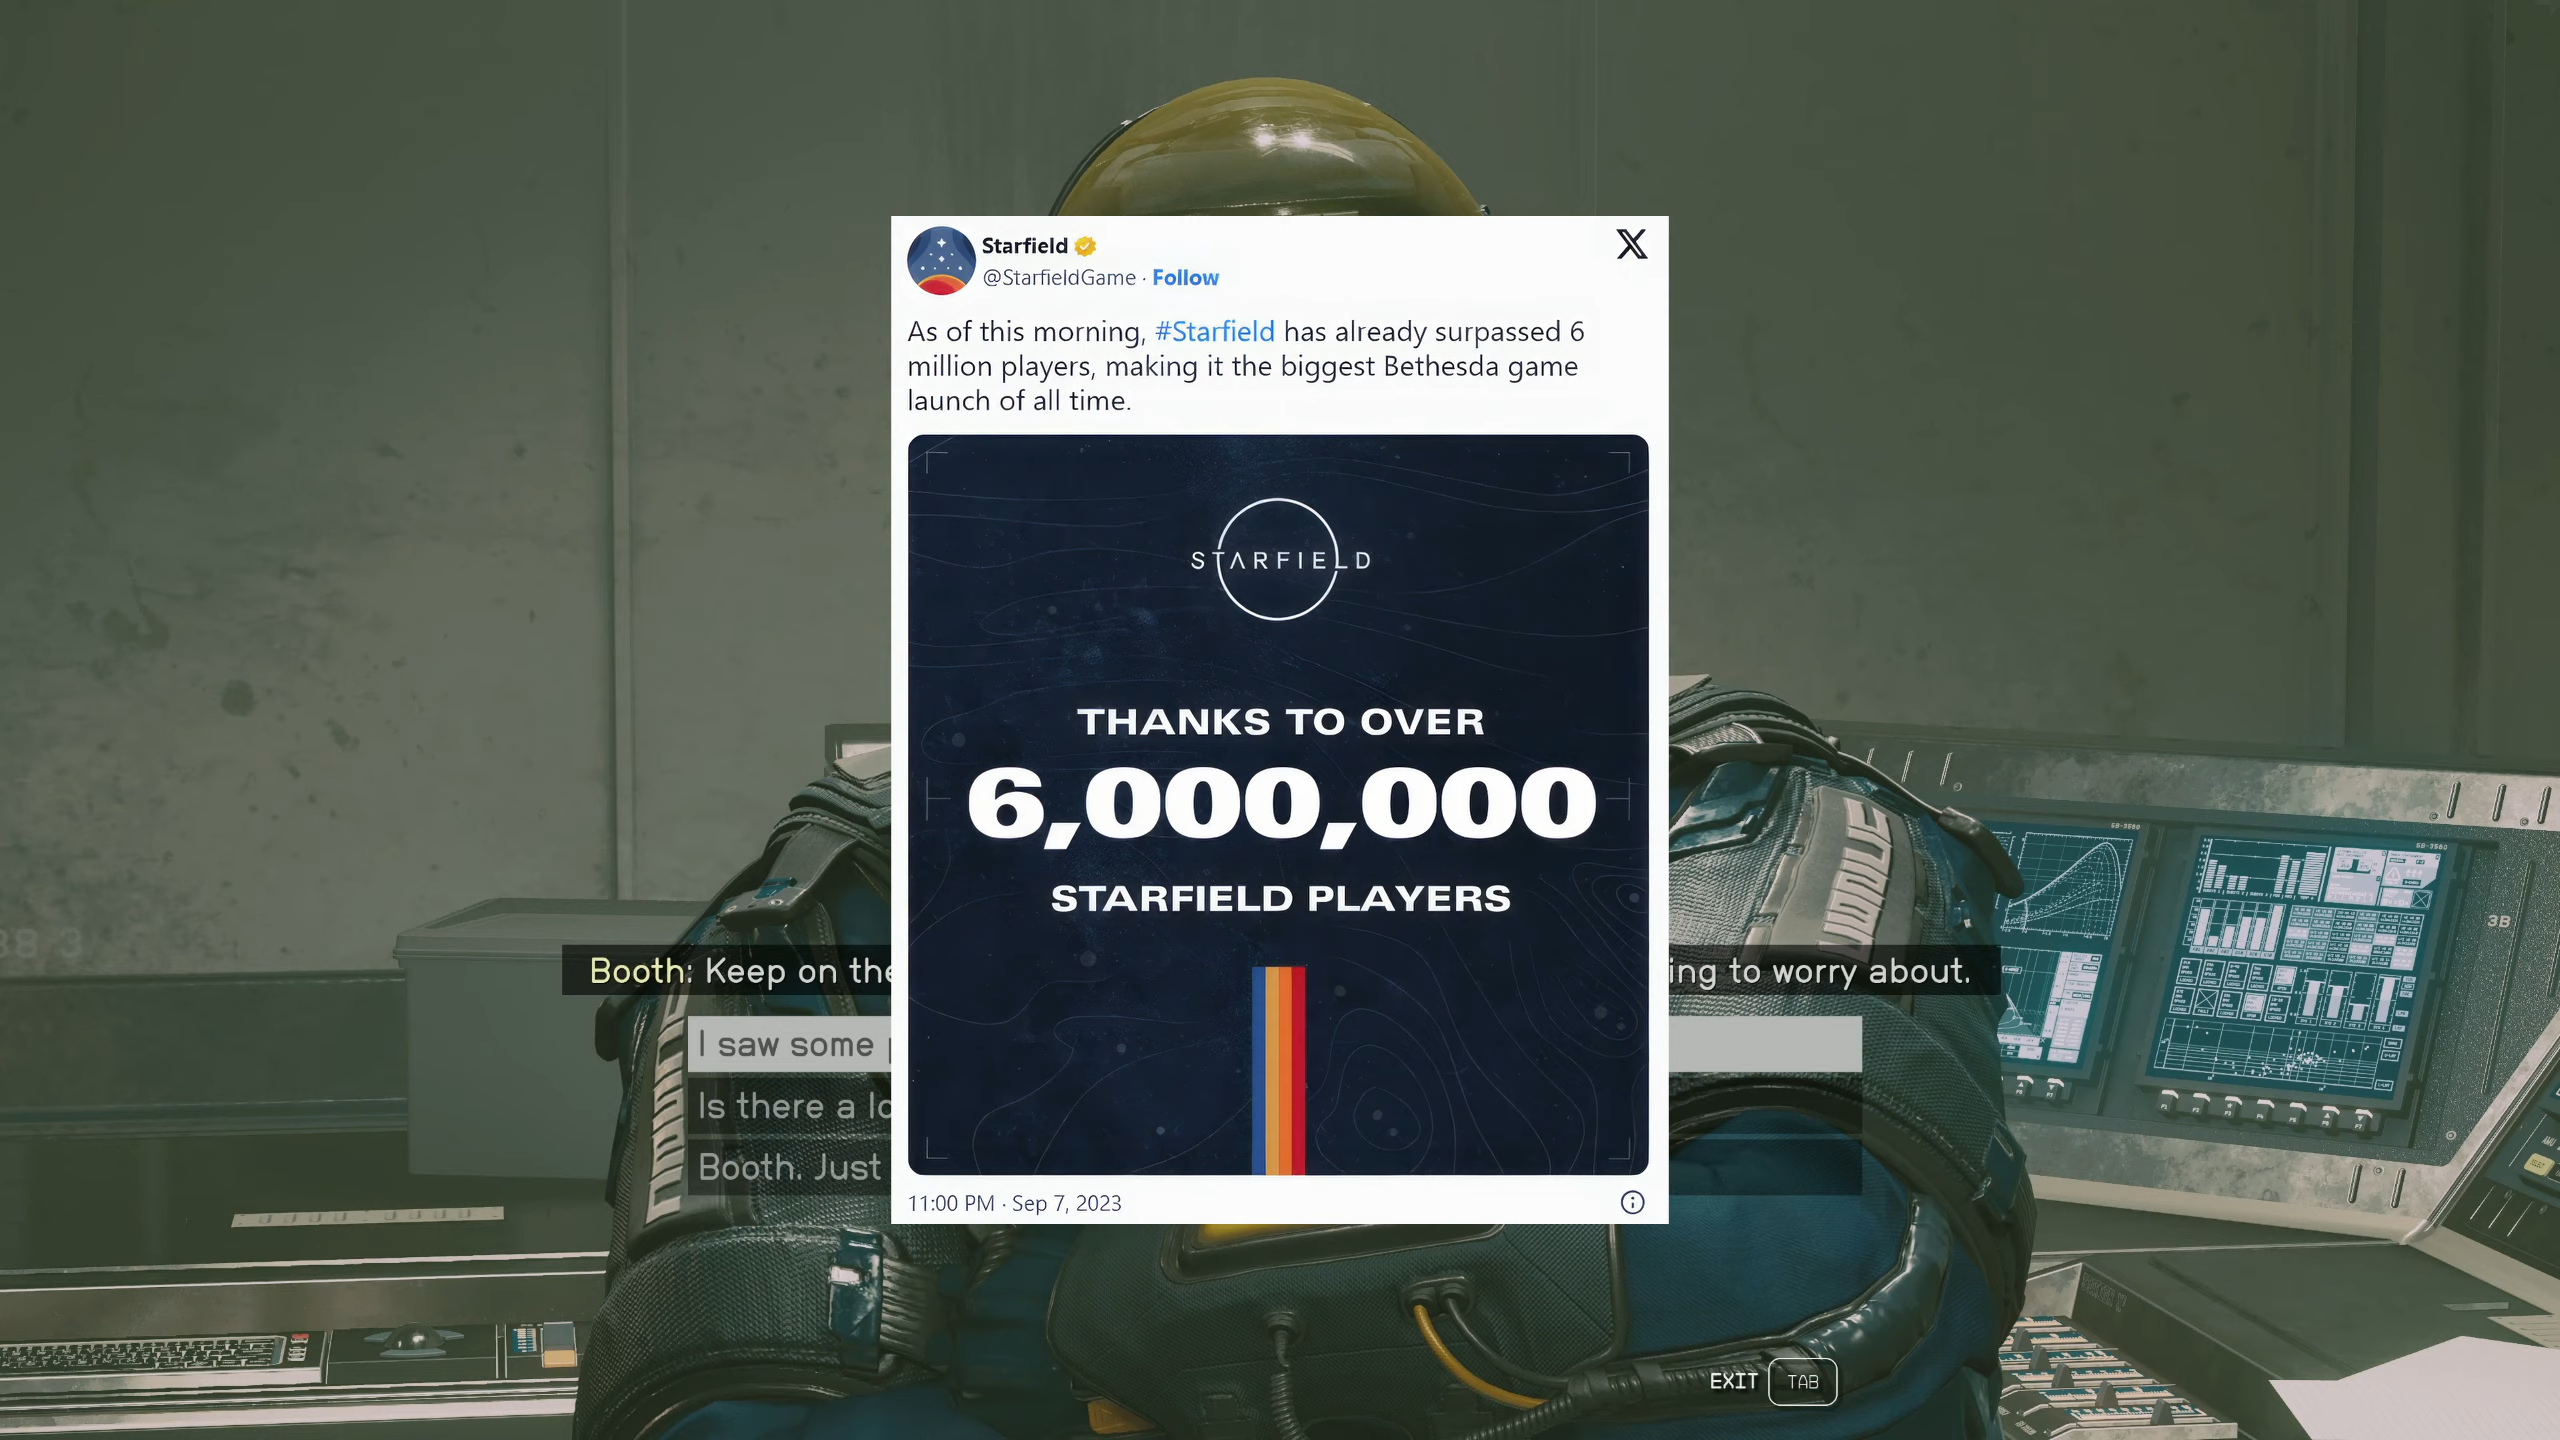 Starfield
@StarfieldGame · Follow
As of this morning, #Starfield has already surpassed 6
million players, making it the biggest Bethesda game
launch of all time.
STARFIELD
THANKS TO OVER
6,000,000
STARFIELD PLAYERS
11:00 PM · Sep 7, 2023
Booth: Keep on the
ing to worry about.
I saw some
Is there a lo
Booth. Just
3B
EXIT TAB